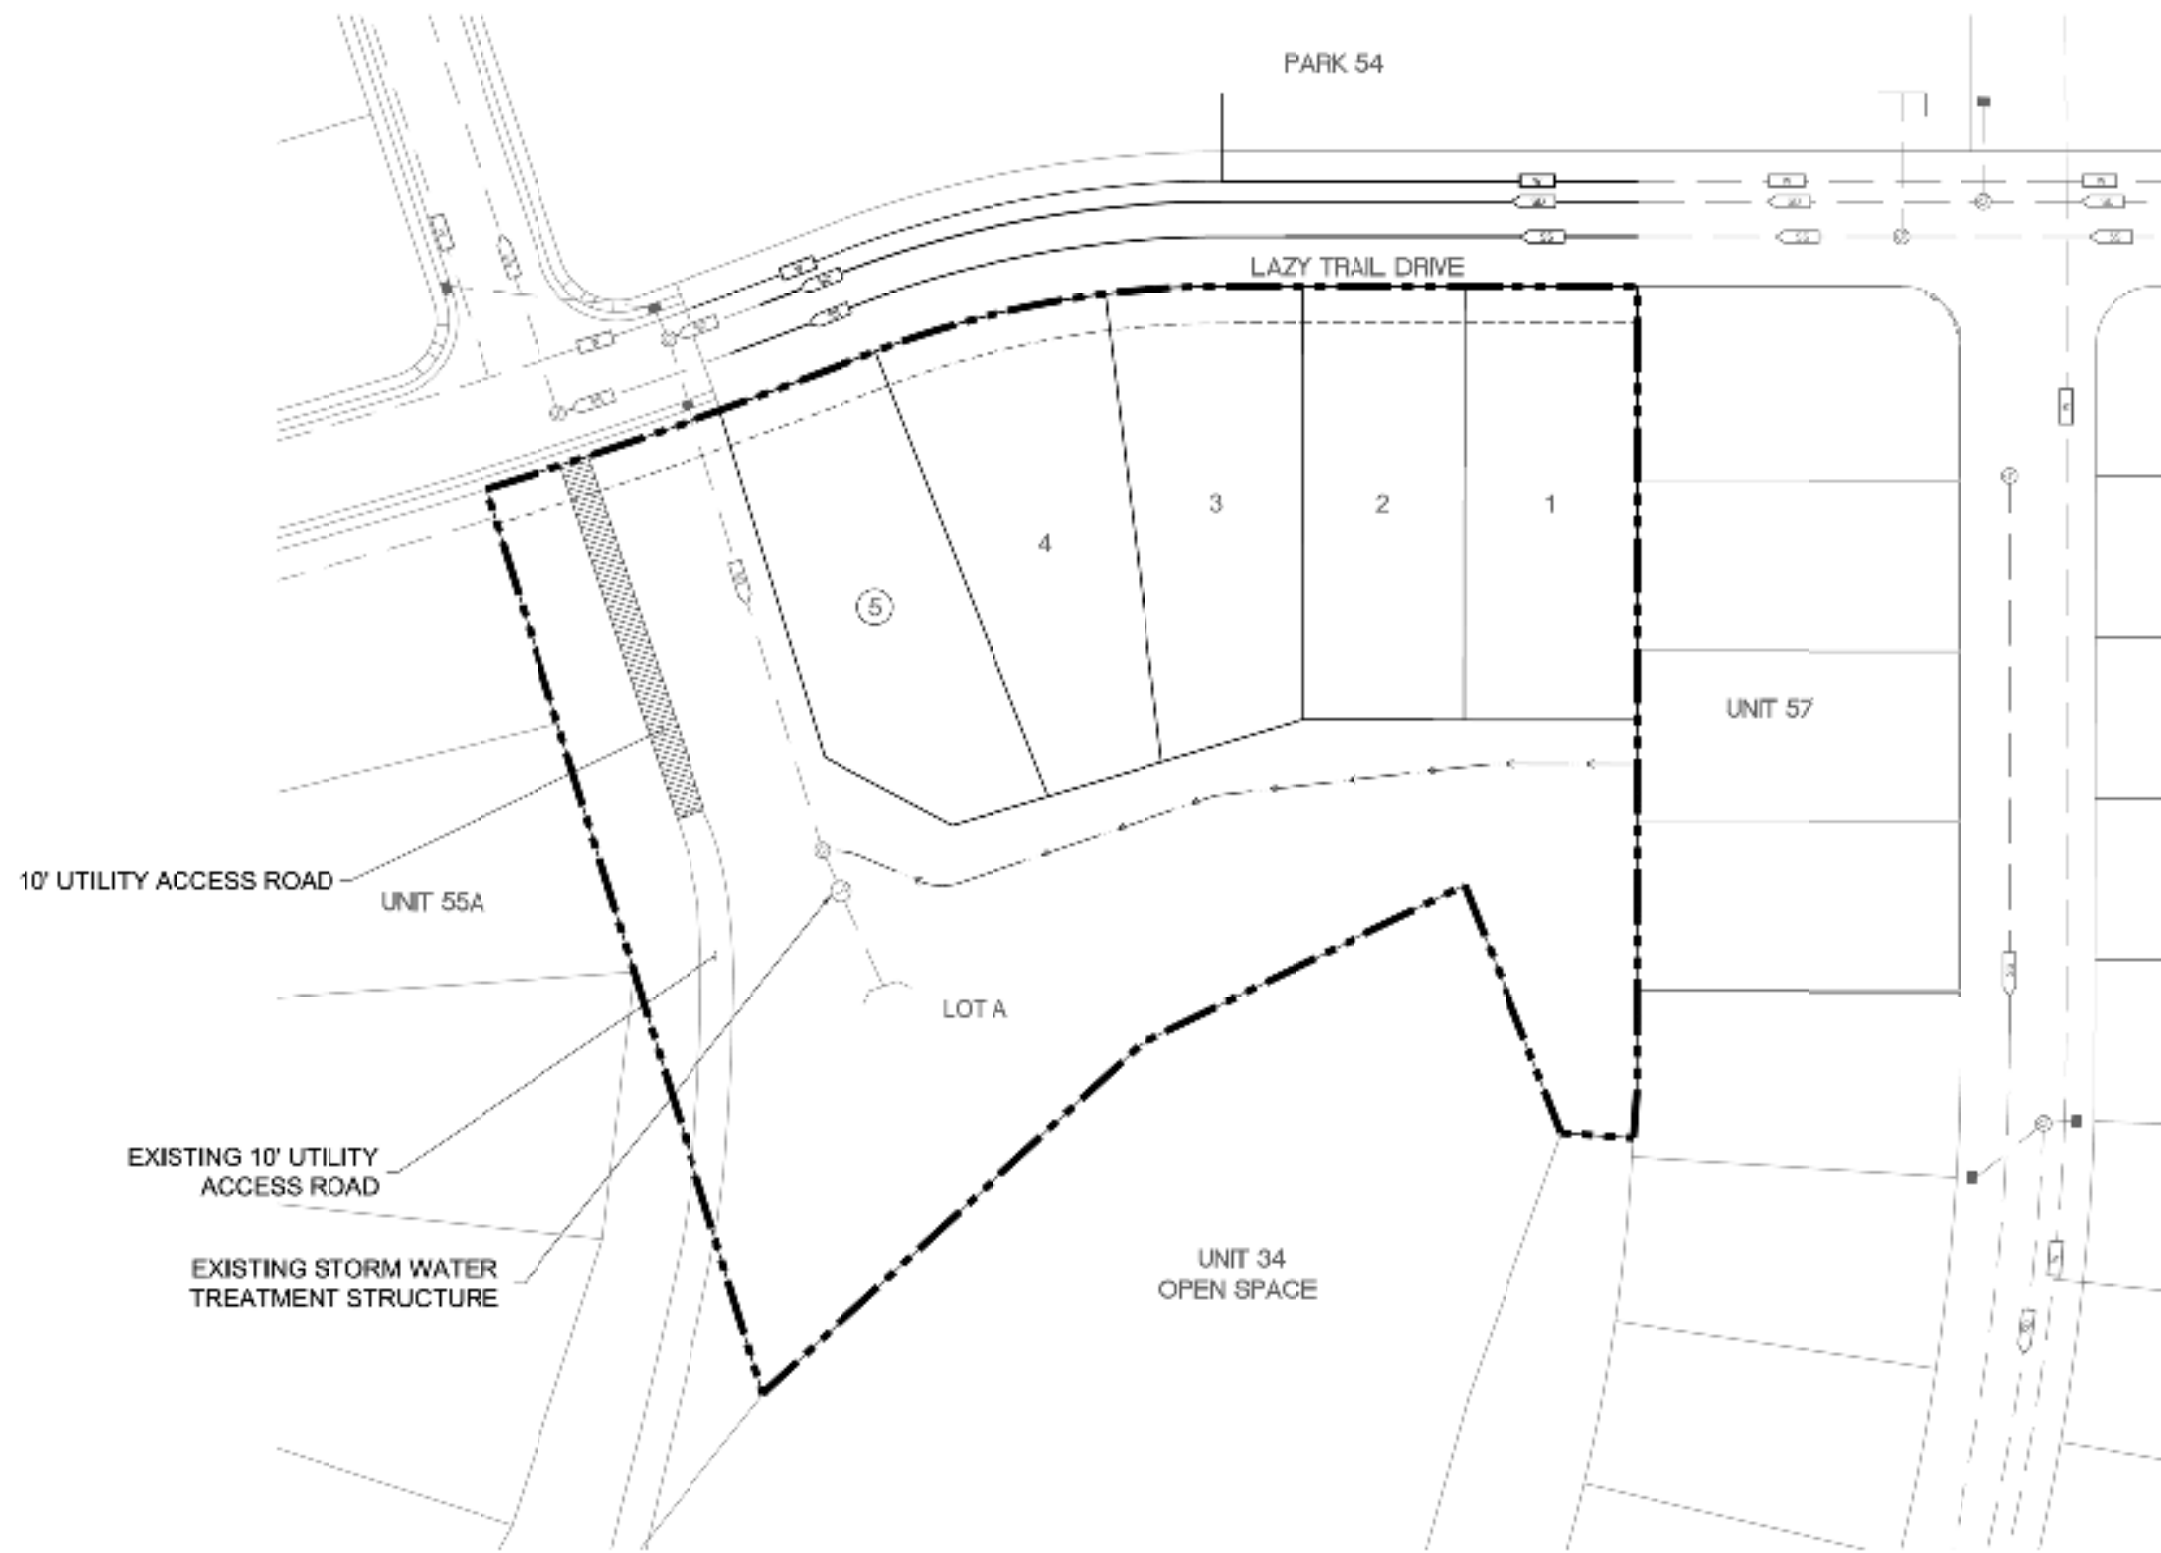 PARK 54
LAZY TRAIL DRIVE
3
2
1
4
5
UNIT 57
10' UTILITY ACCESS ROAD
UNIT 55A
LOT A
EXISTING 10' UTILITY
ACCESS ROAD
EXISTING STORM WATER
TREATMENT STRUCTURE
UNIT 34
OPEN SPACE